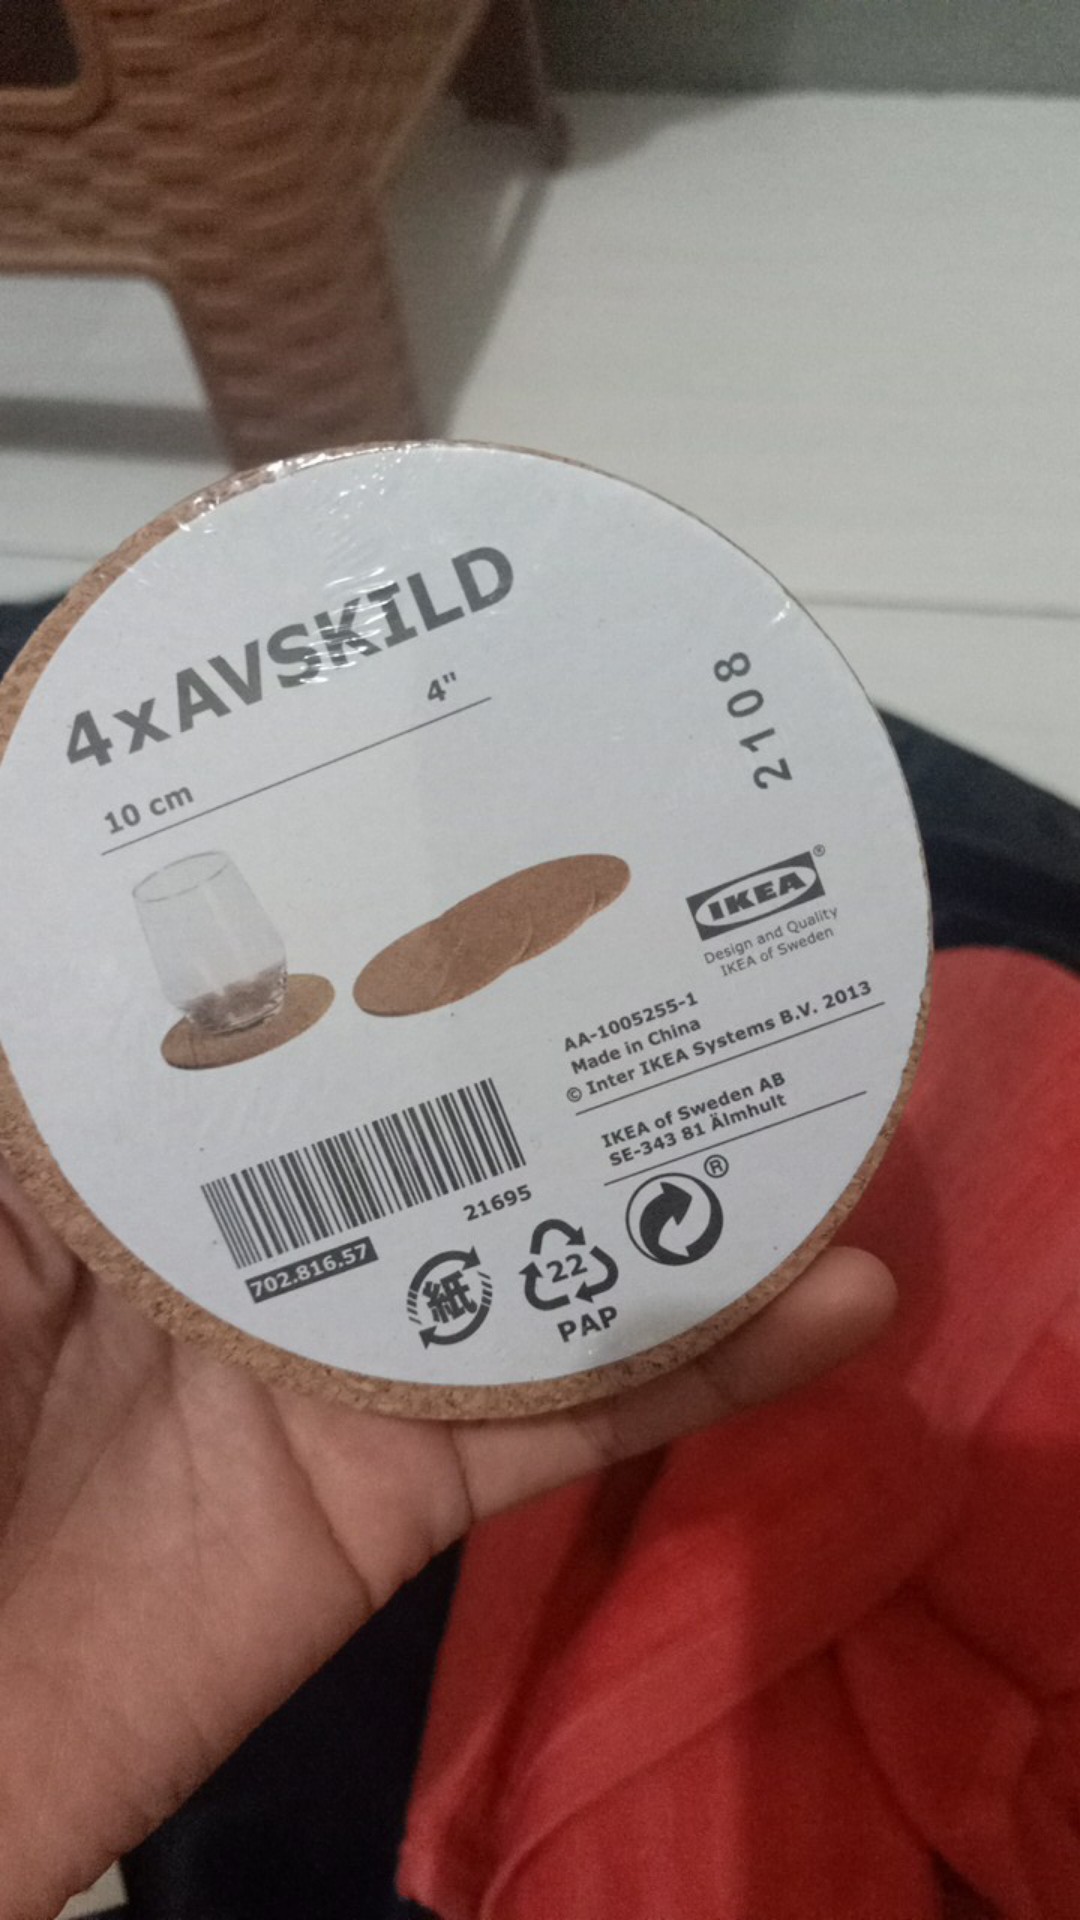 4xAVSKILD
10 cm 4"
2108
IKEA®
Design and Quality
IKEA of Sweden
AA-1005255-1
Made in China
© Inter IKEA Systems B.V. 2013
IKEA of Sweden AB
SE-343 81 Älmhult
21695
702.816.57
紙
22
PAP
®